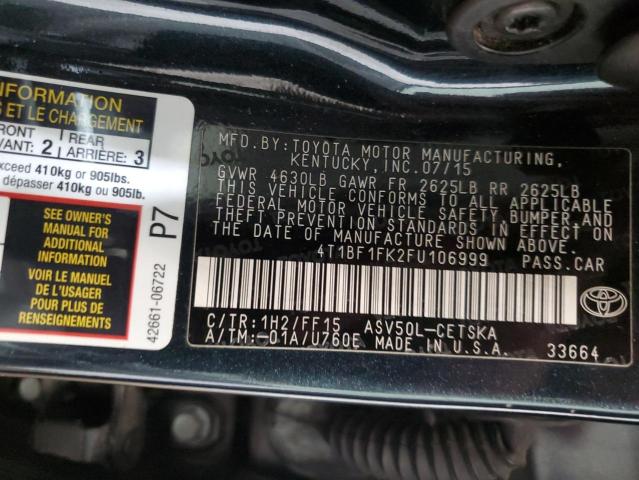 INFORMATION
S ET LE CHARGEMENT
FRONT
VANT: 2
REAR
ARRIÈRE: 3
xceed 410kg or 905lbs.
dépasser 410kg ou 905lb.
SEE OWNER'S
MANUAL FOR
ADDITIONAL
INFORMATION
VOIR LE MANUEL
DE L'USAGER
POUR PLUS DE
RENSEIGNEMENTS
42661-06722 P7
MFD.BY:TOYOTA MOTOR MANUFACTURING,
KENTUCKY,INC.07/15
GVWR 4630LB GAWR FR 2625LB RR 2625LB
THIS VEHICLE CONFORMS TO ALL APPLICABLE
FEDERAL MOTOR VEHICLE SAFETY, BUMPER AND
THEFT PREVENTION STANDARDS IN EFFECT ON
THE DATE OF MANUFACTURE SHOWN ABOVE.
4T1BF1FK2FU106999 PASS.CAR
C/TR:1H2/FF15 ASV50L-CETSKA
A/TM:-01A/U760E MADE IN U.S.A. 33664
TOYOTA